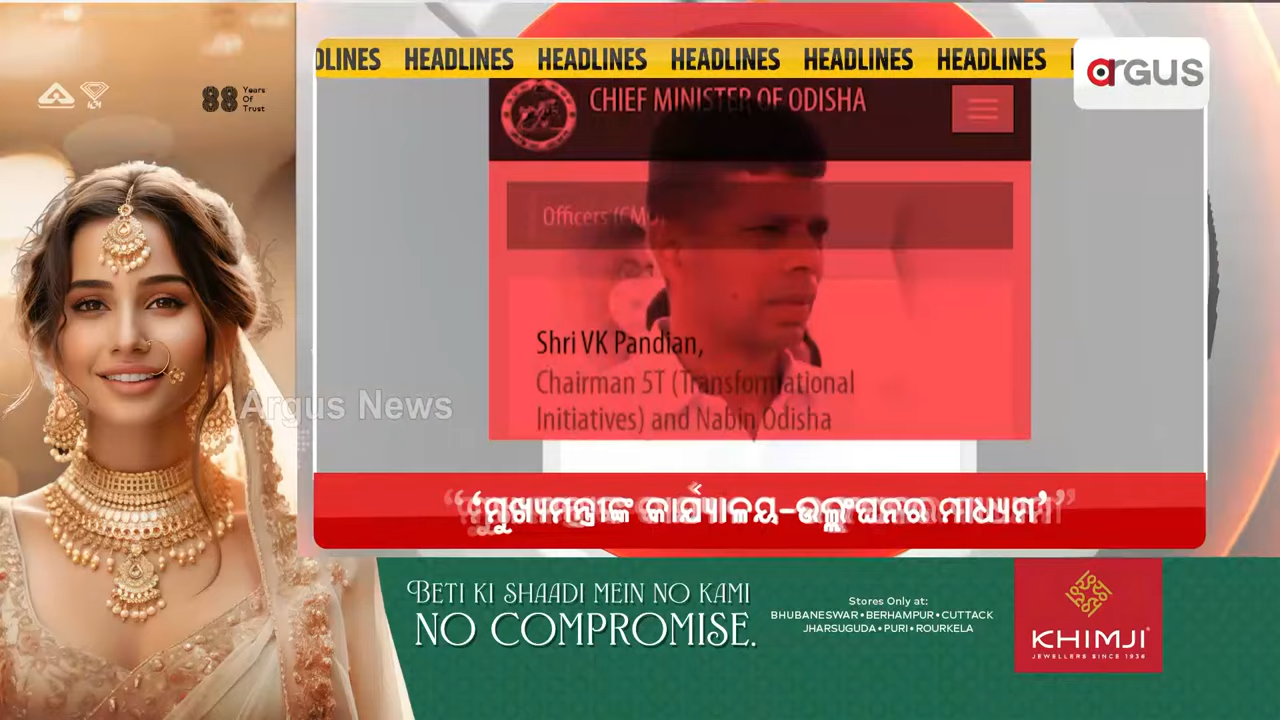 88 Years
Of
Trust
HEADLINES HEADLINES HEADLINES HEADLINES HEADLINES
argus
CHIEF MINISTER OF ODISHA
Officers (CMO)
Shri VK Pandian,
Chairman 5T (Transformational
Initiatives) and Nabin Odisha
Argus News
‘ମୁଖ୍ୟମନ୍ତ୍ରୀଙ୍କ କାର୍ଯ୍ୟାଳୟ-ଉଲ୍ଲଂଘନର ମାଧ୍ୟମ’
BETI KI SHAADI MEIN NO KAMI
NO COMPROMISE.
Stores Only at:
BHUBANESWAR • BERHAMPUR • CUTTACK
JHARSUGUDA • PURI • ROURKELA
KHIMJI
JEWELLERS SINCE 1936